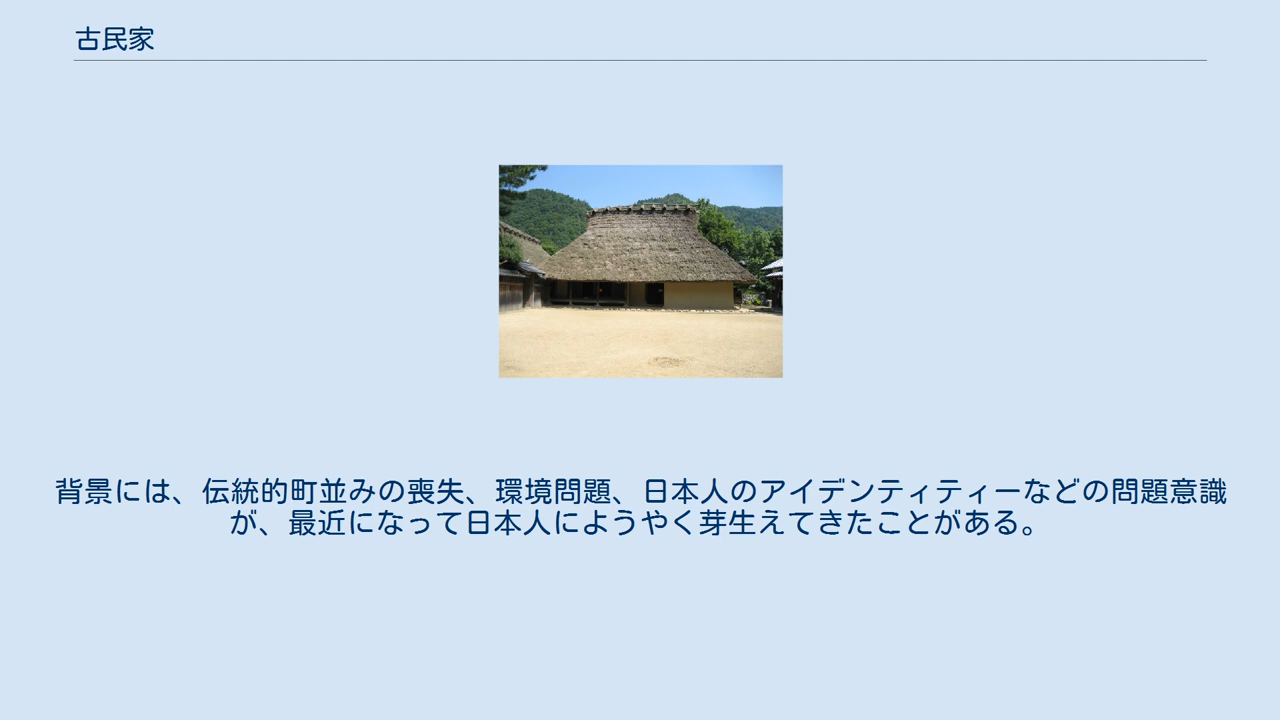 古民家
背景には、伝統的町並みの喪失、環境問題、日本人のアイデンティティーなどの問題意識
が、最近になって日本人にようやく芽生えてきたことがある。